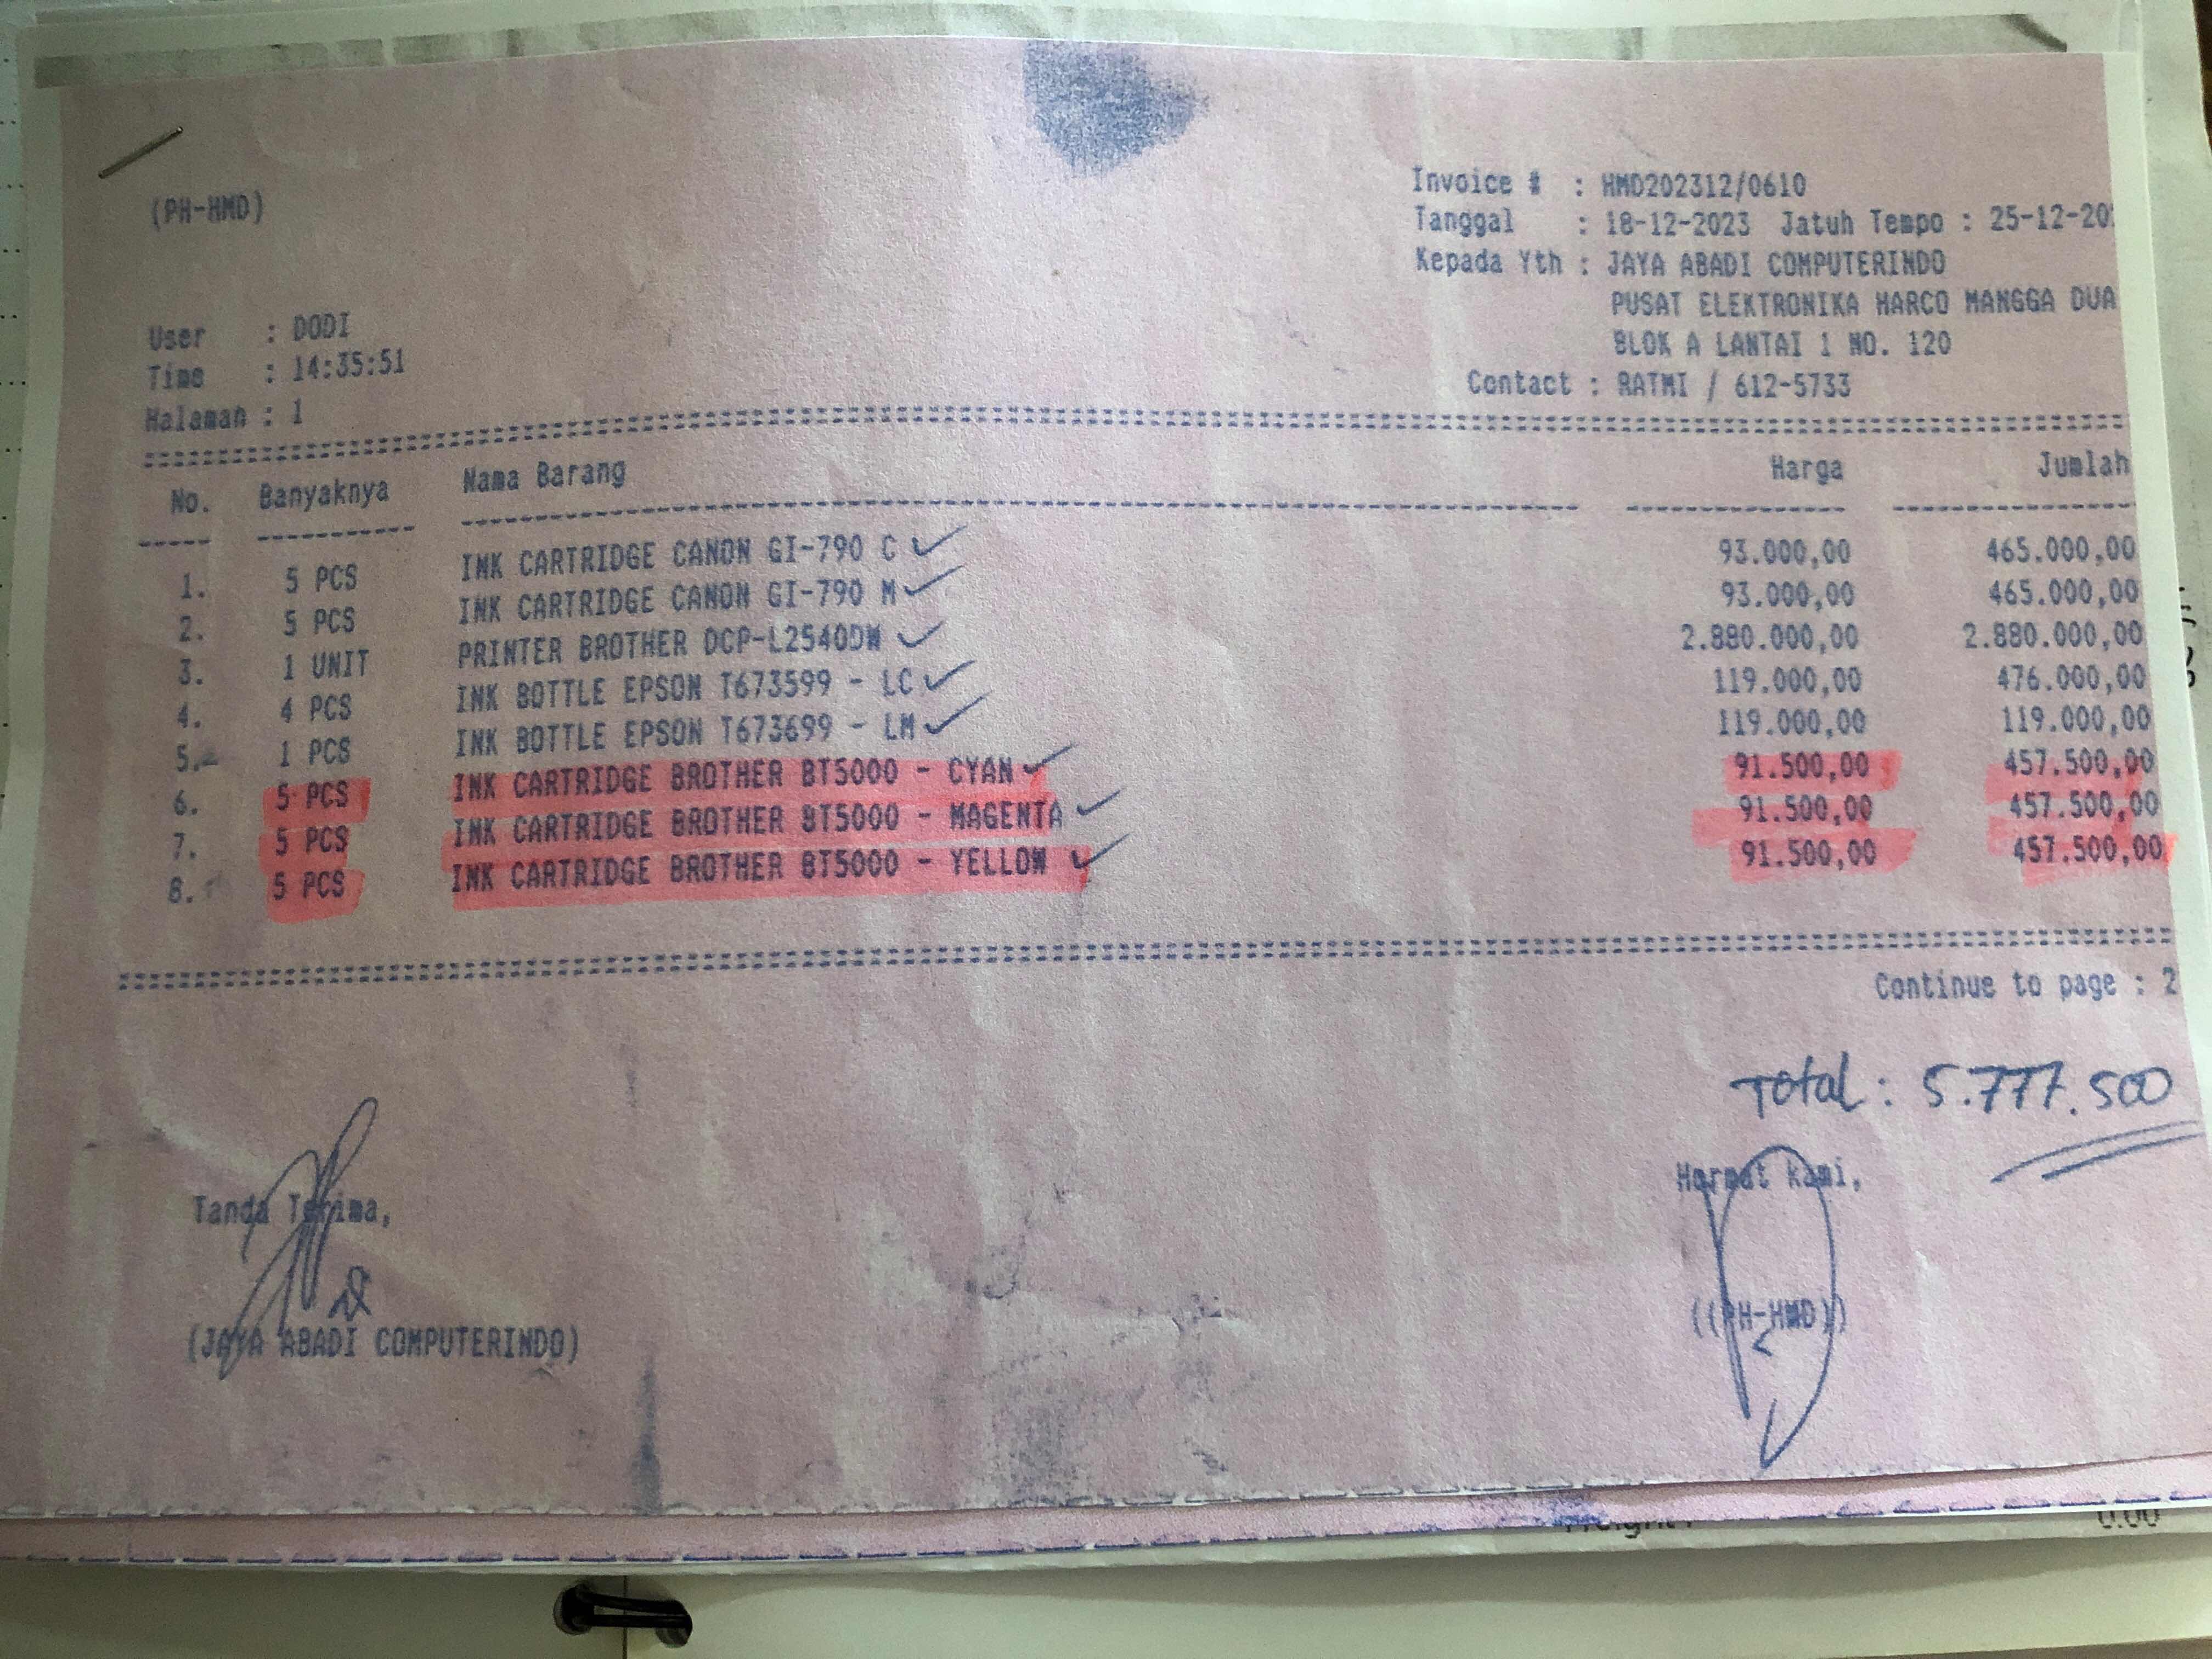 (PH-HMD)
Invoice # : HMD202312/0610
Tanggal : 18-12-2023 Jatuh Tempo : 25-12-20
Kepada Yth : JAYA ABADI COMPUTERINDO
PUSAT ELEKTRONIKA HARCO MANGGA DUA
BLOK A LANTAI 1 NO. 120
Contact : RATMI / 612-5733
User : DODI
Time : 14:35:51
Halaman : 1
No. Banyaknya Nama Barang Harga Jumlah
1. 5 PCS INK CARTRIDGE CANON GI-790 C 93.000,00 465.000,00
2. 5 PCS INK CARTRIDGE CANON GI-790 M 93.000,00 465.000,00
3. 1 UNIT PRINTER BROTHER DCP-L2540DW 2.880.000,00 2.880.000,00
4. 4 PCS INK BOTTLE EPSON T673599 - LC 119.000,00 476.000,00
5. 1 PCS INK BOTTLE EPSON T673699 - LM 119.000,00 119.000,00
6. 5 PCS INK CARTRIDGE BROTHER BT5000 - CYAN 91.500,00 457.500,00
7. 5 PCS INK CARTRIDGE BROTHER BT5000 - MAGENTA 91.500,00 457.500,00
8. 5 PCS INK CARTRIDGE BROTHER BT5000 - YELLOW 91.500,00 457.500,00
Continue to page : 2
Total : 5.777.500
Tanda Terima,
Hormat kami,
(JAYA ABADI COMPUTERINDO)
((PH-HMD))
0.00